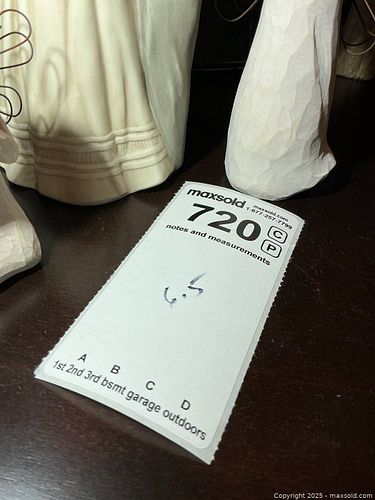 maxsold maxsold.com
1-877-257-7799
720 C
P
notes and measurements
6.5
A B C D
1st 2nd 3rd bsmt garage outdoors
Copyright 2025 - maxsold.com